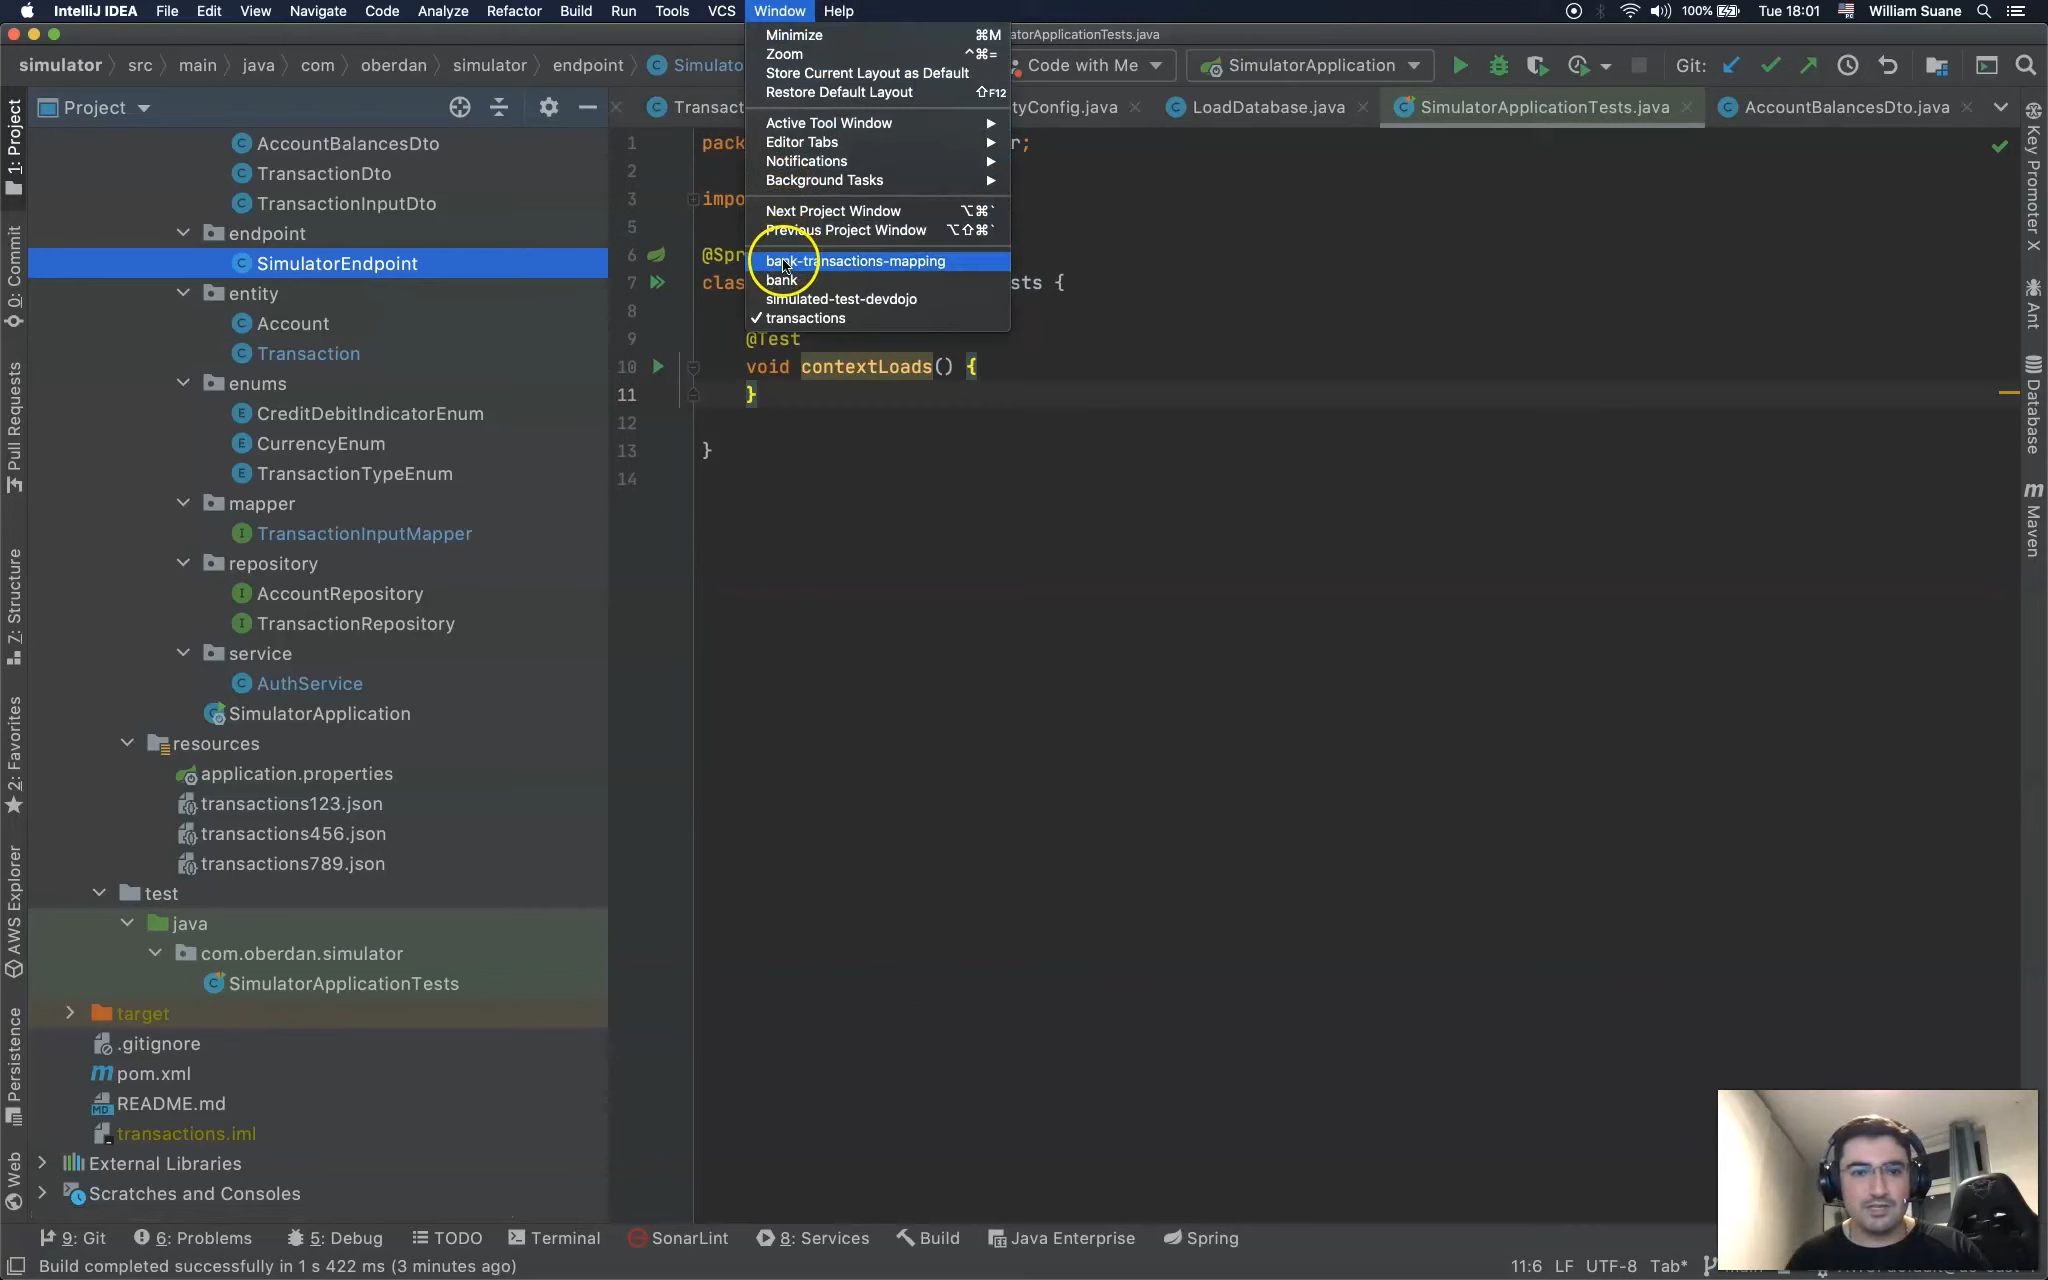 IntelliJ IDEA File Edit View Navigate Code Analyze Refactor Build Run Tools VCS Window Help 100% Tue 18:01 William Suane
Minimize ⌘M
Zoom ^⌘=
Store Current Layout as Default
Restore Default Layout ⇧F12
Active Tool Window
Editor Tabs
Notifications
Background Tasks
Next Project Window ⌥⌘`
Previous Project Window ⌥⇧⌘`
bank-transactions-mapping
bank
simulated-test-devdojo
✓ transactions
atorApplicationTests.java
simulator src main java com oberdan simulator endpoint Simulato Code with Me SimulatorApplication Git:
Project
Transact tyConfig.java LoadDatabase.java SimulatorApplicationTests.java AccountBalancesDto.java
AccountBalancesDto
TransactionDto
TransactionInputDto
endpoint
SimulatorEndpoint
entity
Account
Transaction
enums
CreditDebitIndicatorEnum
CurrencyEnum
TransactionTypeEnum
mapper
TransactionInputMapper
repository
AccountRepository
TransactionRepository
service
AuthService
SimulatorApplication
resources
application.properties
transactions123.json
transactions456.json
transactions789.json
test
java
com.oberdan.simulator
SimulatorApplicationTests
target
.gitignore
pom.xml
README.md
transactions.iml
External Libraries
Scratches and Consoles
1 pack r;
2
3 impo
5
6 @Spr
7 clas sts {
8
9 @Test
10 void contextLoads() {
11 }
12
13 }
14
1: Project
0: Commit
Pull Requests
7: Structure
2: Favorites
AWS Explorer
Persistence
Web
Key Promoter X
Ant
Database
Maven
9: Git 6: Problems 5: Debug TODO Terminal SonarLint 8: Services Build Java Enterprise Spring
Build completed successfully in 1 s 422 ms (3 minutes ago) 11:6 LF UTF-8 Tab*